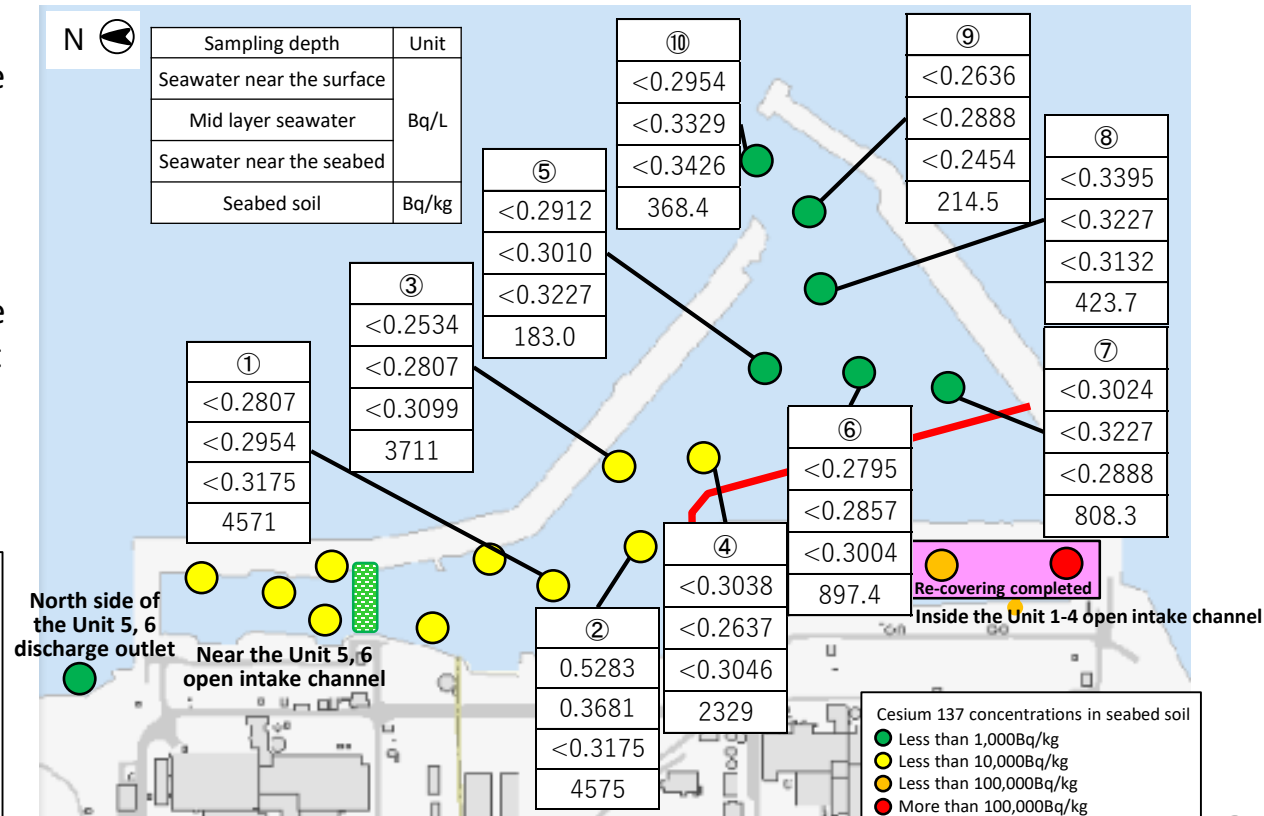 N
Sampling depth Unit
Seawater near the surface
Mid layer seawater Bq/L
Seawater near the seabed
Seabed soil Bq/kg
⑩
<0.2954
<0.3329
<0.3426
368.4
⑨
<0.2636
<0.2888
<0.2454
214.5
⑧
<0.3395
<0.3227
<0.3132
423.7
⑤
<0.2912
<0.3010
<0.3227
183.0
③
<0.2534
<0.2807
<0.3099
3711
①
<0.2807
<0.2954
<0.3175
4571
⑦
<0.3024
<0.3227
<0.2888
808.3
⑥
<0.2795
<0.2857
<0.3004
897.4
④
<0.3038
<0.2637
<0.3046
2329
②
0.5283
0.3681
<0.3175
4575
North side of
the Unit 5, 6
discharge outlet
Near the Unit 5,6
open intake channel
Re-covering completed
Inside the Unit 1-4 open intake channel
Cesium 137 concentrations in seabed soil
Less than 1,000Bq/kg
Less than 10,000Bq/kg
Less than 100,000Bq/kg
More than 100,000Bq/kg